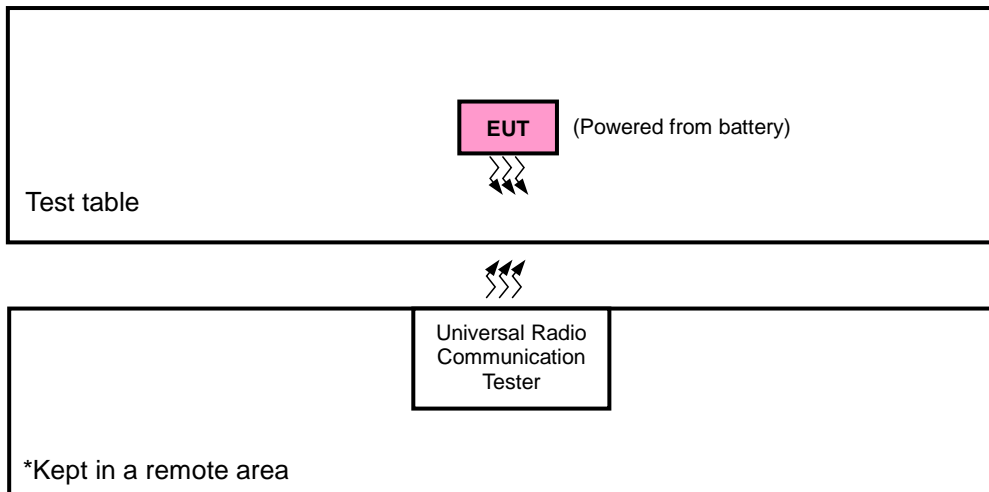 EUT
(Powered from battery)
Test table
Universal Radio
Communication
Tester
*Kept in a remote area